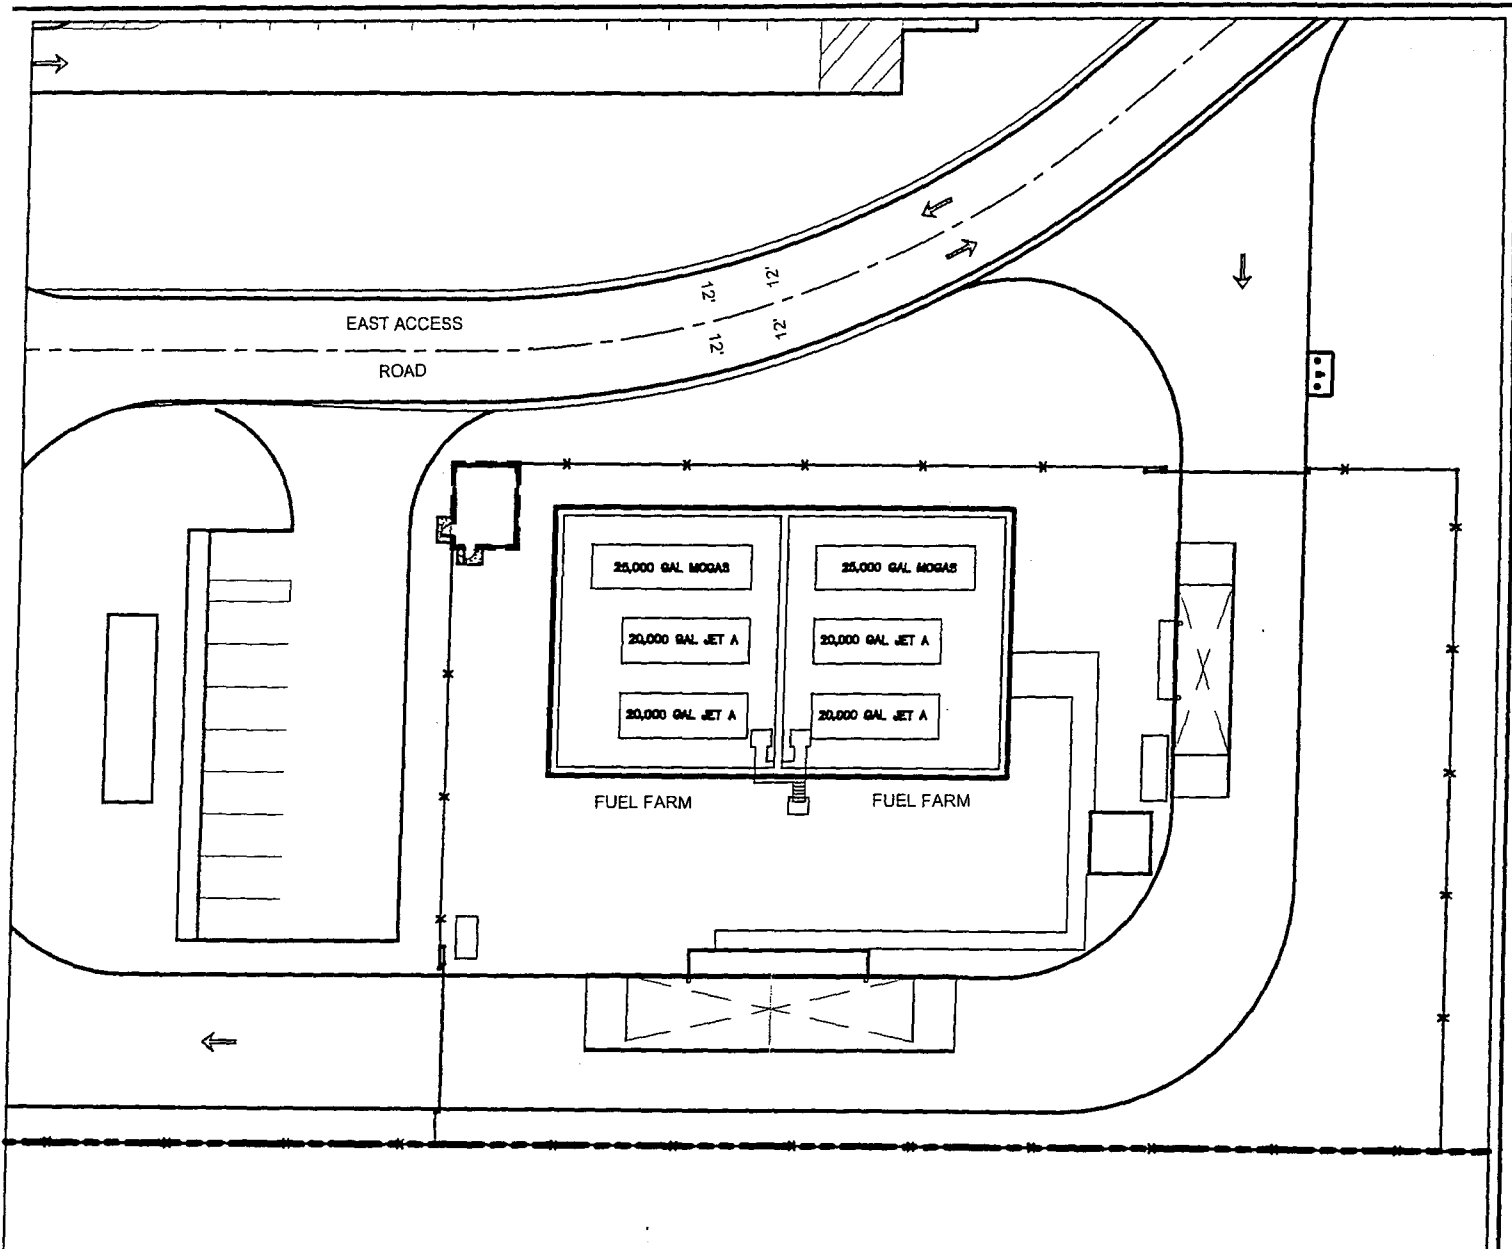 12'
12'
EAST ACCESS
ROAD
12'
12'
25,000 GAL MOGAS
25,000 GAL MOGAS
20,000 GAL JET A
20,000 GAL JET A
20,000 GAL JET A
20,000 GAL JET A
FUEL FARM
FUEL FARM